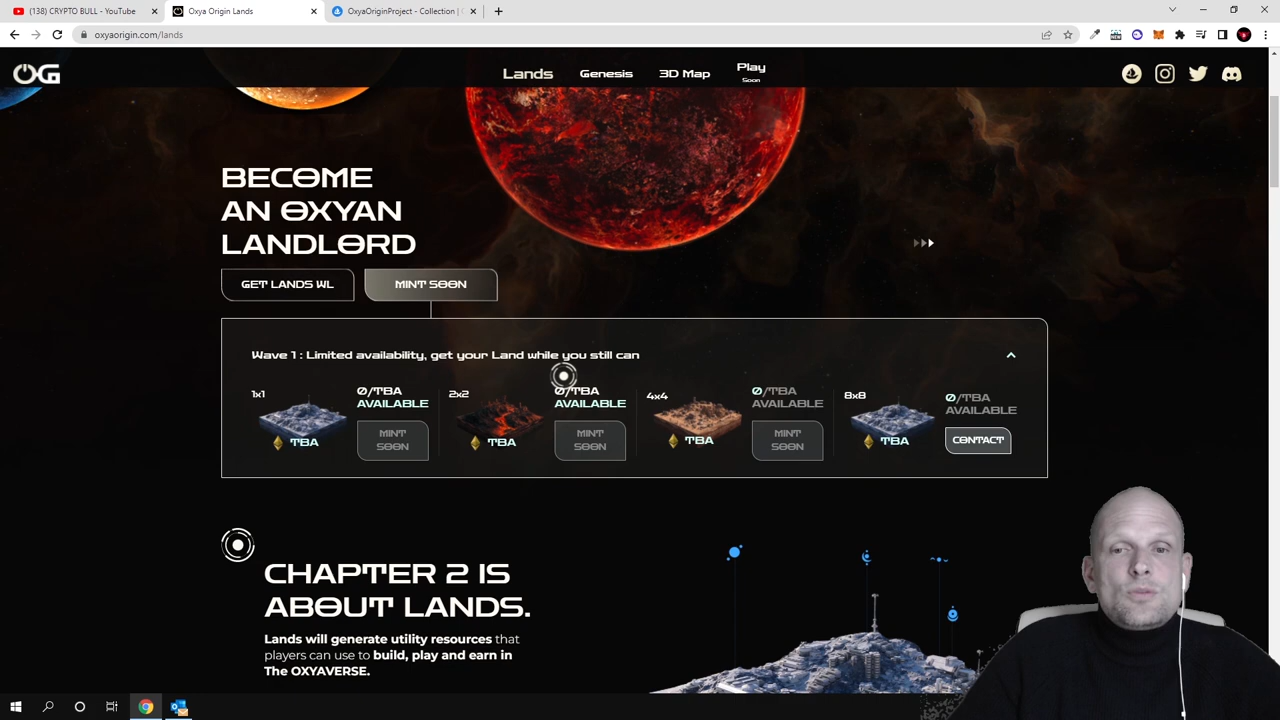 (138) CRYPTO BULL - YouTube
Oxya Origin Lands
OxyaOriginProject - Collection |
oxyaorigin.com/lands
OG
Lands
Genesis
3D Map
Play
Soon
BECOME
AN OXYAN
LANDLORD
GET LANDS WL
MINT SOON
Wave 1 : Limited availability, get your Land while you still can
1x1
TBA
0/TBA
AVAILABLE
MINT
SOON
2x2
TBA
0/TBA
AVAILABLE
MINT
SOON
4x4
TBA
0/TBA
AVAILABLE
MINT
SOON
8x8
TBA
0/TBA
AVAILABLE
CONTACT
CHAPTER 2 IS
ABOUT LANDS.
Lands will generate utility resources that
players can use to build, play and earn in
The OXYAVERSE.